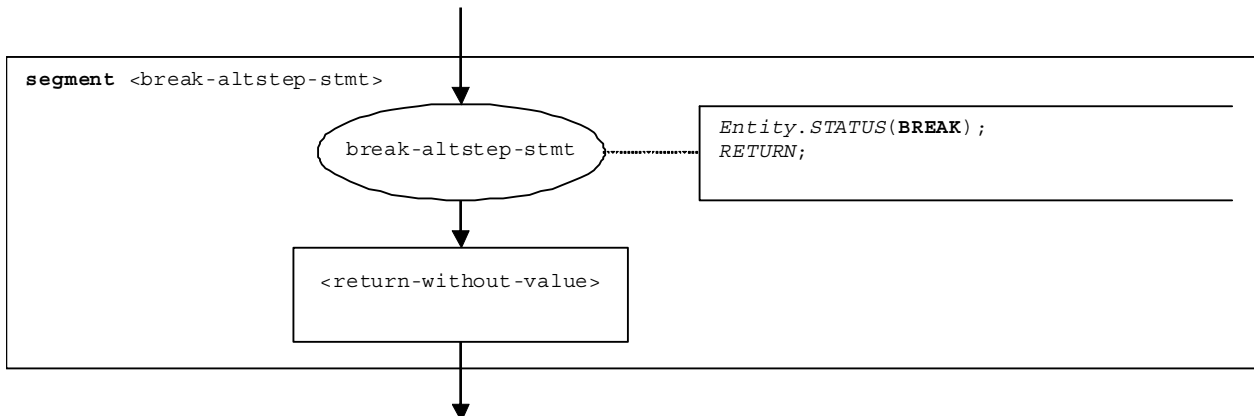 segment <break-altstep-stmt>
break-altstep-stmt
Entity.STATUS(BREAK);
RETURN;
<return-without-value>